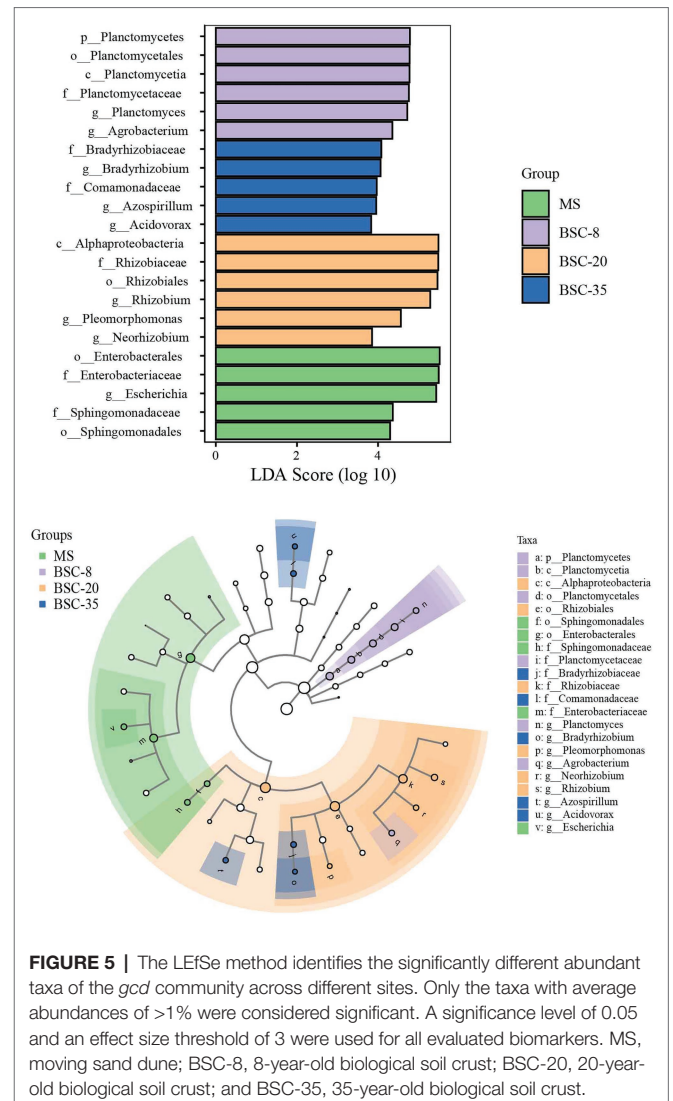 p__Planctomycetes
o__Planctomycetales
c__Planctomycetia
f__Planctomycetaceae
g__Planctomyces
g__Agrobacterium
f__Bradyrhizobiaceae
g__Bradyrhizobium
f__Comamonadaceae
g__Azospirillum
g__Acidovorax
c__Alphaproteobacteria
f__Rhizobiaceae
o__Rhizobiales
g__Rhizobium
g__Pleomorphomonas
g__Neorhizobium
o__Enterobacterales
f__Enterobacteriaceae
g__Escherichia
f__Sphingomonadaceae
o__Sphingomonadales
0 2 4
LDA Score (log 10)
Group
MS
BSC-8
BSC-20
BSC-35
Groups
MS
BSC-8
BSC-20
BSC-35
u
l
a
b
d
i
n
g
v
m
h
f
c
t
e
j
o
p
k
s
r
q
Taxa
a: p__Planctomycetes
b: c__Planctomycetia
c: c__Alphaproteobacteria
d: o__Planctomycetales
e: o__Rhizobiales
f: o__Sphingomonadales
g: o__Enterobacterales
h: f__Sphingomonadaceae
i: f__Planctomycetaceae
j: f__Bradyrhizobiaceae
k: f__Rhizobiaceae
l: f__Comamonadaceae
m: f__Enterobacteriaceae
n: g__Planctomyces
o: g__Bradyrhizobium
p: g__Pleomorphomonas
q: g__Agrobacterium
r: g__Neorhizobium
s: g__Rhizobium
t: g__Azospirillum
u: g__Acidovorax
v: g__Escherichia
FIGURE 5 | The LEfSe method identifies the significantly different abundant
taxa of the gcd community across different sites. Only the taxa with average
abundances of >1% were considered significant. A significance level of 0.05
and an effect size threshold of 3 were used for all evaluated biomarkers. MS,
moving sand dune; BSC-8, 8-year-old biological soil crust; BSC-20, 20-year-
old biological soil crust; and BSC-35, 35-year-old biological soil crust.